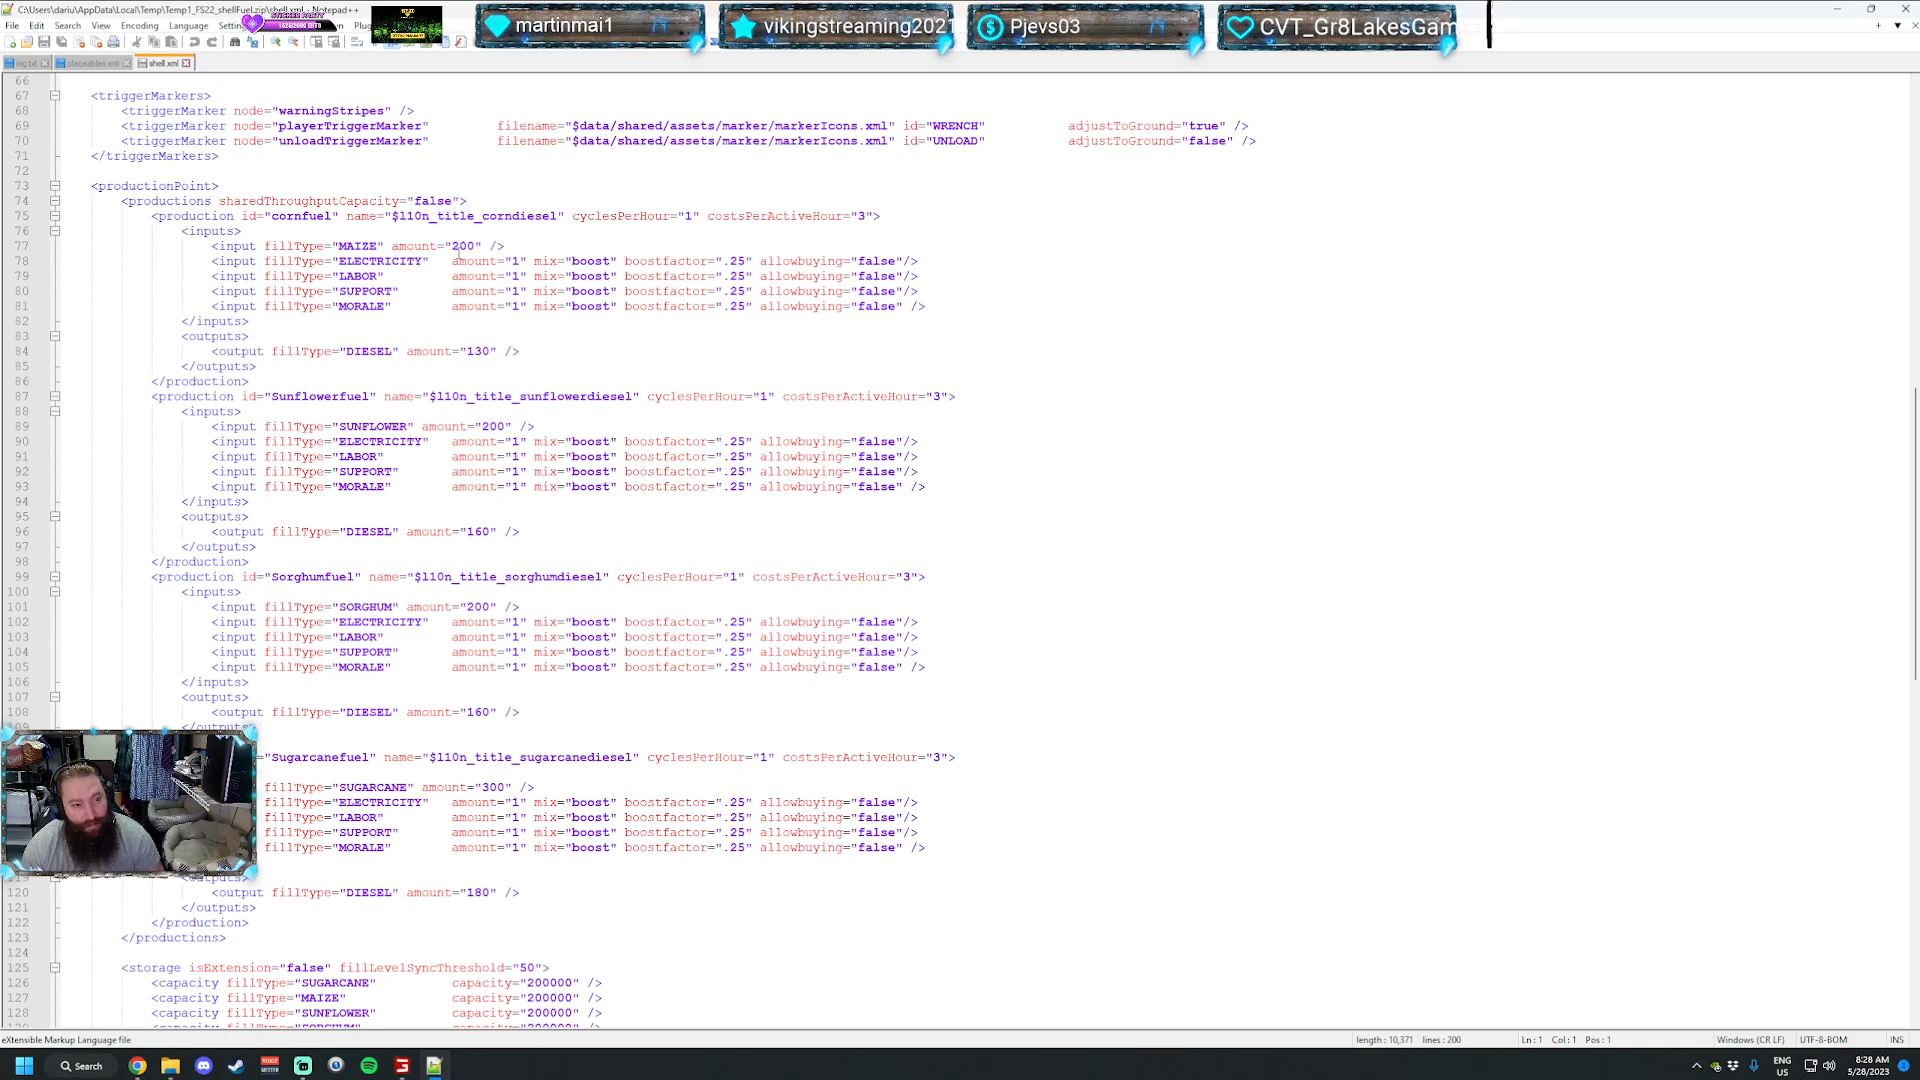 C:\Users\dariu\AppData\Local\Temp\Temp1_FS22_shellFuel.zip\shell.xml - Notepad++
File Edit Search View Encoding Language
martinmai1
vikingstreaming2021
Pjevs03
CVT_Gr8LakesGam
log.txt placeables.xml shell.xml
66
67 <triggerMarkers>
68 <triggerMarker node="warningStripes" />
69 <triggerMarker node="playerTriggerMarker" filename="$data/shared/assets/marker/markerIcons.xml" id="WRENCH" adjustToGround="true" />
70 <triggerMarker node="unloadTriggerMarker" filename="$data/shared/assets/marker/markerIcons.xml" id="UNLOAD" adjustToGround="false" />
71 </triggerMarkers>
72
73 <productionPoint>
74 <productions sharedThroughputCapacity="false">
75 <production id="cornfuel" name="$l10n_title_corndiesel" cyclesPerHour="1" costsPerActiveHour="3">
76 <inputs>
77 <input fillType="MAIZE" amount="200" />
78 <input fillType="ELECTRICITY" amount="1" mix="boost" boostfactor=".25" allowbuying="false"/>
79 <input fillType="LABOR" amount="1" mix="boost" boostfactor=".25" allowbuying="false"/>
80 <input fillType="SUPPORT" amount="1" mix="boost" boostfactor=".25" allowbuying="false"/>
81 <input fillType="MORALE" amount="1" mix="boost" boostfactor=".25" allowbuying="false" />
82 </inputs>
83 <outputs>
84 <output fillType="DIESEL" amount="130" />
85 </outputs>
86 </production>
87 <production id="Sunflowerfuel" name="$l10n_title_sunflowerdiesel" cyclesPerHour="1" costsPerActiveHour="3">
88 <inputs>
89 <input fillType="SUNFLOWER" amount="200" />
90 <input fillType="ELECTRICITY" amount="1" mix="boost" boostfactor=".25" allowbuying="false"/>
91 <input fillType="LABOR" amount="1" mix="boost" boostfactor=".25" allowbuying="false"/>
92 <input fillType="SUPPORT" amount="1" mix="boost" boostfactor=".25" allowbuying="false"/>
93 <input fillType="MORALE" amount="1" mix="boost" boostfactor=".25" allowbuying="false" />
94 </inputs>
95 <outputs>
96 <output fillType="DIESEL" amount="160" />
97 </outputs>
98 </production>
99 <production id="Sorghumfuel" name="$l10n_title_sorghumdiesel" cyclesPerHour="1" costsPerActiveHour="3">
100 <inputs>
101 <input fillType="SORGHUM" amount="200" />
102 <input fillType="ELECTRICITY" amount="1" mix="boost" boostfactor=".25" allowbuying="false"/>
103 <input fillType="LABOR" amount="1" mix="boost" boostfactor=".25" allowbuying="false"/>
104 <input fillType="SUPPORT" amount="1" mix="boost" boostfactor=".25" allowbuying="false"/>
105 <input fillType="MORALE" amount="1" mix="boost" boostfactor=".25" allowbuying="false" />
106 </inputs>
107 <outputs>
108 <output fillType="DIESEL" amount="160" />
109 </outputs>
="Sugarcanefuel" name="$l10n_title_sugarcanediesel" cyclesPerHour="1" costsPerActiveHour="3">
fillType="SUGARCANE" amount="300" />
fillType="ELECTRICITY" amount="1" mix="boost" boostfactor=".25" allowbuying="false"/>
fillType="LABOR" amount="1" mix="boost" boostfactor=".25" allowbuying="false"/>
fillType="SUPPORT" amount="1" mix="boost" boostfactor=".25" allowbuying="false"/>
fillType="MORALE" amount="1" mix="boost" boostfactor=".25" allowbuying="false" />
119 <outputs>
120 <output fillType="DIESEL" amount="180" />
121 </outputs>
122 </production>
123 </productions>
124
125 <storage isExtension="false" fillLevelSyncThreshold="50">
126 <capacity fillType="SUGARCANE" capacity="200000" />
127 <capacity fillType="MAIZE" capacity="200000" />
128 <capacity fillType="SUNFLOWER" capacity="200000" />
129 <capacity fillType="SORGHUM" capacity="200000" />
eXtensible Markup Language file length : 10,371 lines : 200 Ln : 1 Col : 1 Pos : 1 Windows (CR LF) UTF-8-BOM INS
Search
ENG
US
8:28 AM
5/28/2023